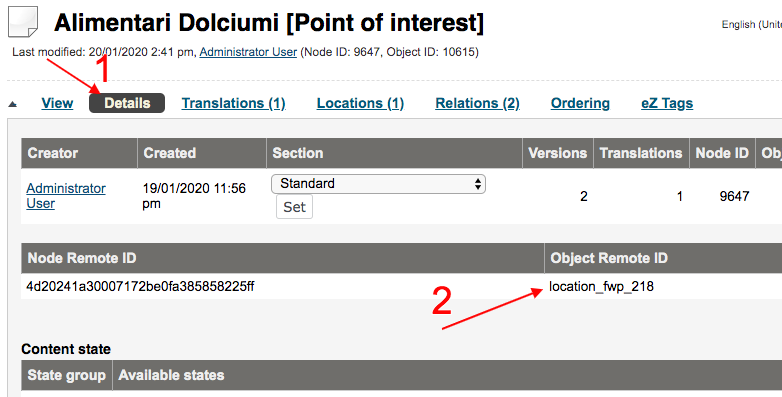 Alimentari Dolciumi [Point of interest]
English (Unit
Last modified: 20/01/2020 2:41 pm, Administrator User (Node ID: 9647, Object ID: 10615)
1
View Details Translations (1) Locations (1) Relations (2) Ordering eZ Tags
Creator Created Section Versions Translations Node ID Obj
Administrator User 19/01/2020 11:56 pm Standard 2 1 9647
Set
Node Remote ID Object Remote ID
4d20241a30007172be0fa385858225ff location_fwp_218
2
Content state
State group Available states